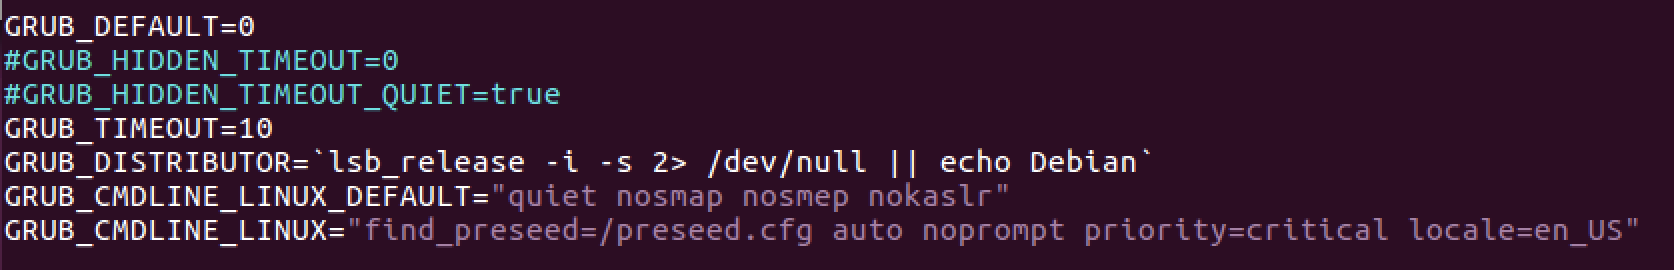 GRUB_DEFAULT=0
#GRUB_HIDDEN_TIMEOUT=0
#GRUB_HIDDEN_TIMEOUT_QUIET=true
GRUB_TIMEOUT=10
GRUB_DISTRIBUTOR=`lsb_release -i -s 2> /dev/null || echo Debian`
GRUB_CMDLINE_LINUX_DEFAULT="quiet nosmap nosmep nokaslr"
GRUB_CMDLINE_LINUX="find_preseed=/preseed.cfg auto noprompt priority=critical locale=en_US"